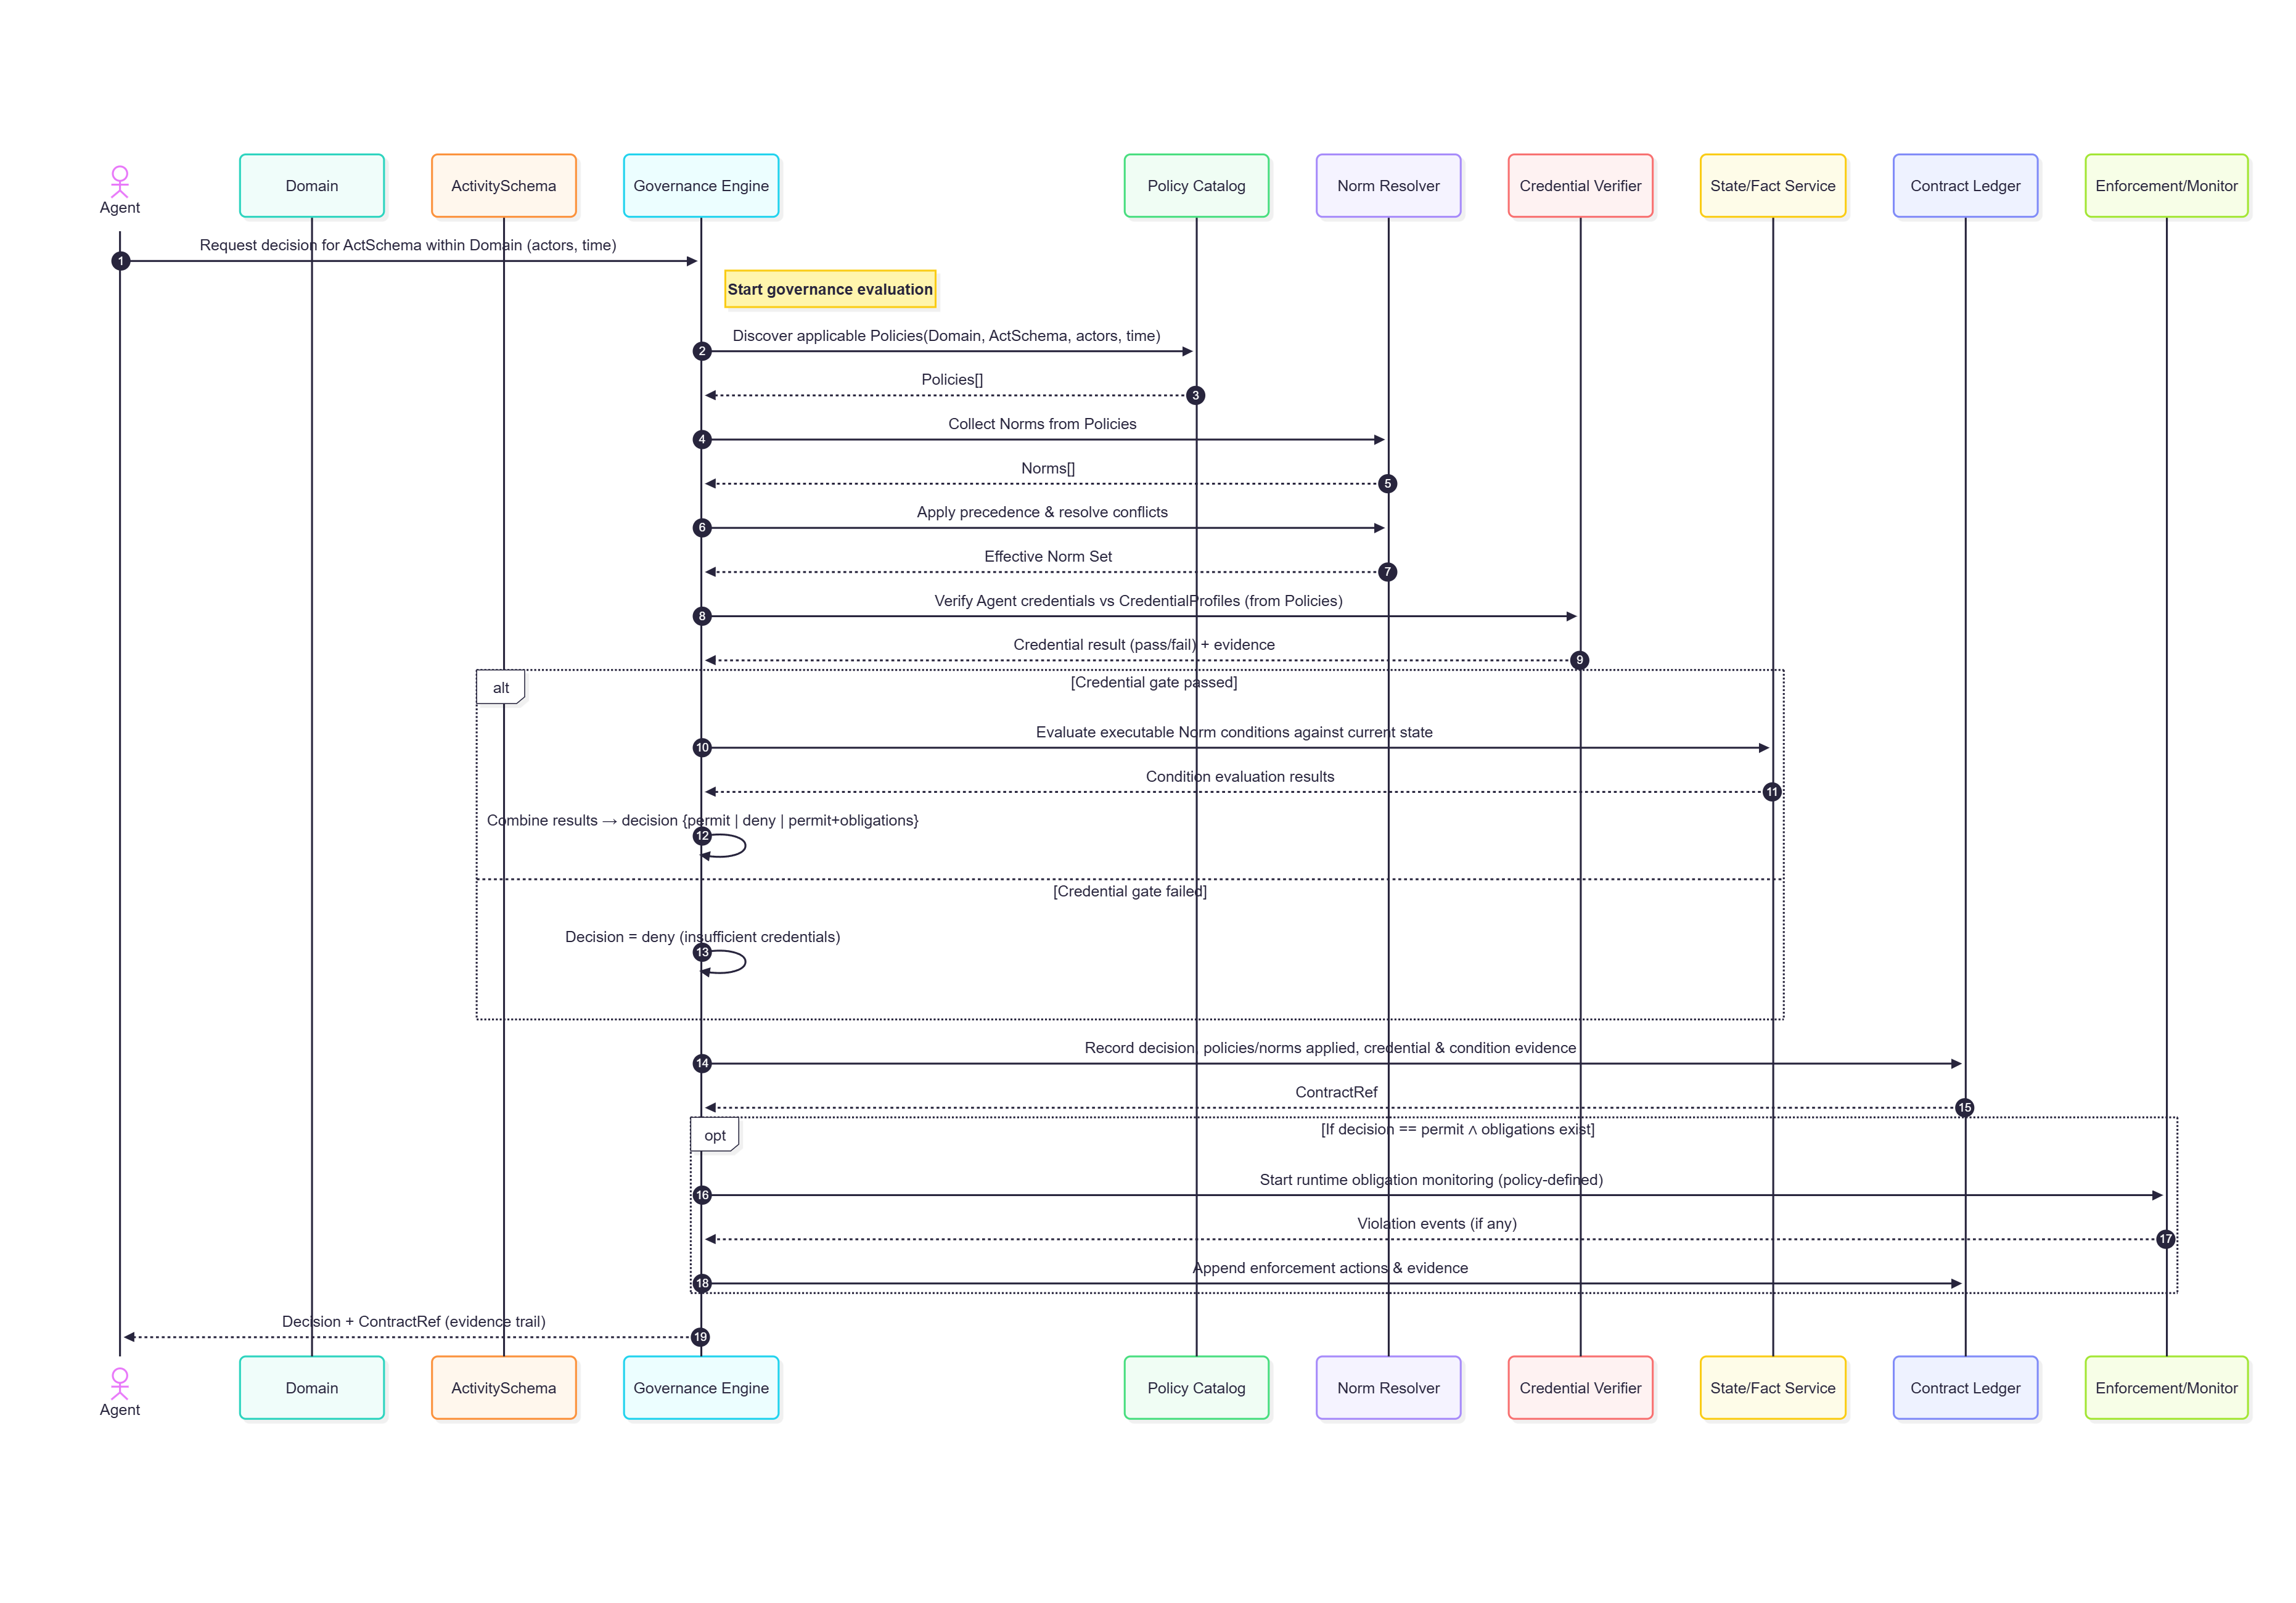 Agent
Domain
ActivitySchema
Governance Engine
Policy Catalog
Norm Resolver
Credential Verifier
State/Fact Service
Contract Ledger
Enforcement/Monitor
Request decision for ActSchema within Domain (actors, time)
1
Start governance evaluation
Discover applicable Policies(Domain, ActSchema, actors, time)
2
Policies[]
3
Collect Norms from Policies
4
Norms[]
5
Apply precedence & resolve conflicts
6
Effective Norm Set
7
Verify Agent credentials vs CredentialProfiles (from Policies)
8
Credential result (pass/fail) + evidence
9
alt
[Credential gate passed]
Evaluate executable Norm conditions against current state
10
Condition evaluation results
11
Combine results → decision {permit | deny | permit+obligations}
12
[Credential gate failed]
Decision = deny (insufficient credentials)
13
Record decision, policies/norms applied, credential & condition evidence
14
ContractRef
15
opt
[If decision == permit ∧ obligations exist]
Start runtime obligation monitoring (policy-defined)
16
Violation events (if any)
17
Append enforcement actions & evidence
18
Decision + ContractRef (evidence trail)
19
Agent
Domain
ActivitySchema
Governance Engine
Policy Catalog
Norm Resolver
Credential Verifier
State/Fact Service
Contract Ledger
Enforcement/Monitor